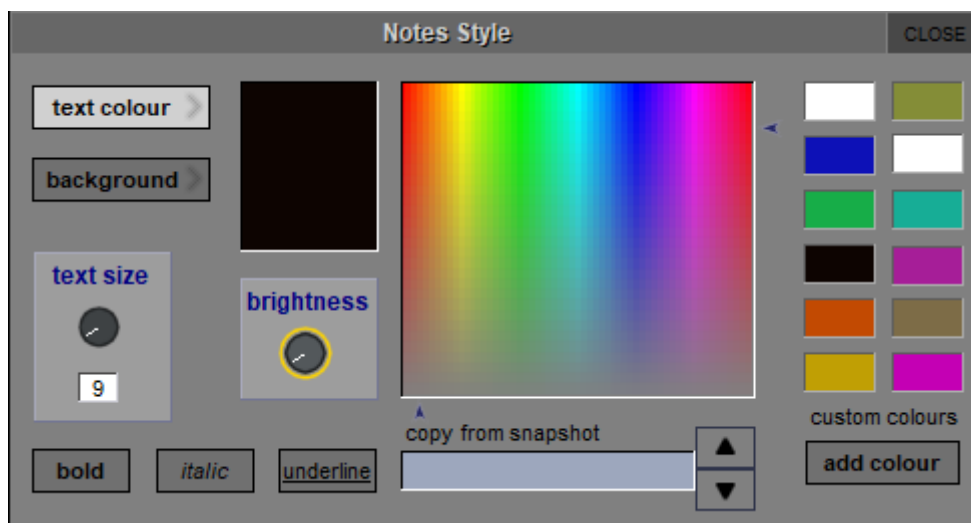 Notes Style
CLOSE
text colour
background
text size
9
brightness
copy from snapshot
custom colours
add colour
bold
italic
underline